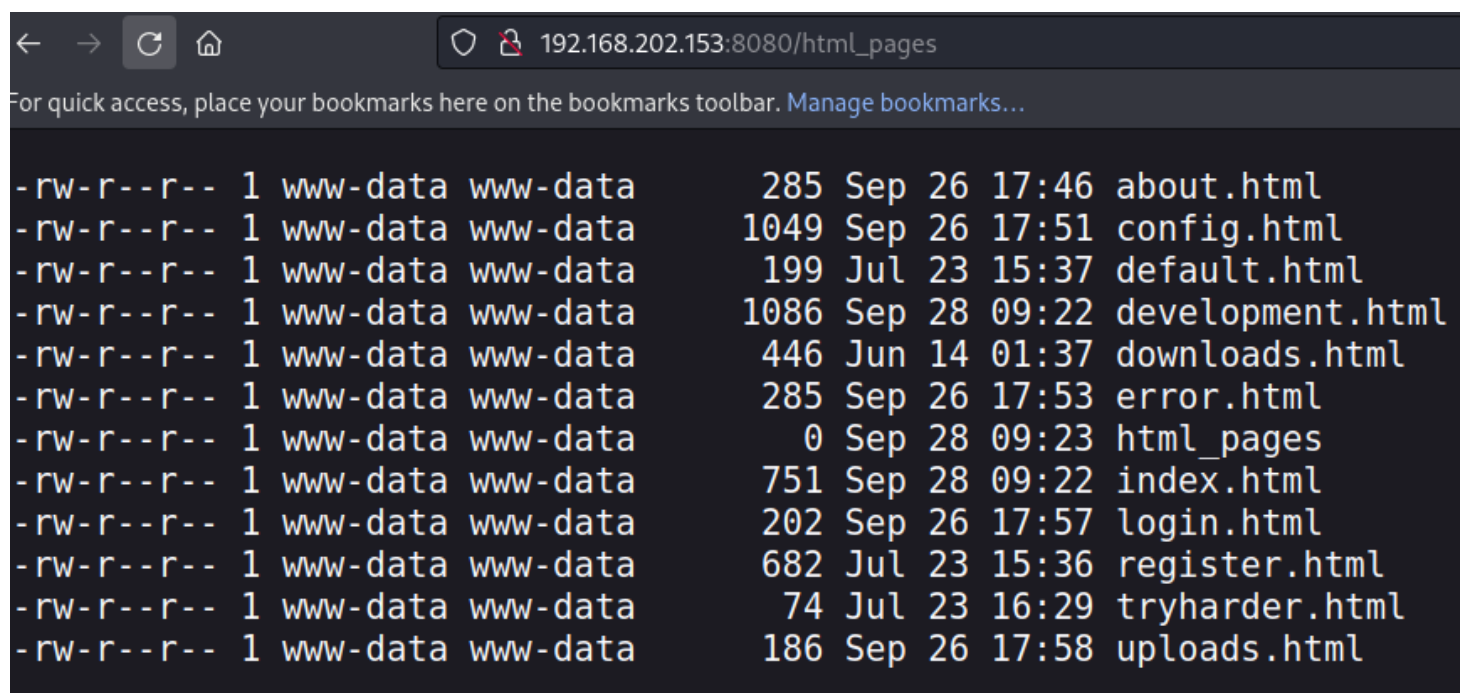 192.168.202.153:8080/html_pages
For quick access, place your bookmarks here on the bookmarks toolbar. Manage bookmarks...
-rw-r--r-- 1 www-data www-data 285 Sep 26 17:46 about.html
-rw-r--r-- 1 www-data www-data 1049 Sep 26 17:51 config.html
-rw-r--r-- 1 www-data www-data 199 Jul 23 15:37 default.html
-rw-r--r-- 1 www-data www-data 1086 Sep 28 09:22 development.html
-rw-r--r-- 1 www-data www-data 446 Jun 14 01:37 downloads.html
-rw-r--r-- 1 www-data www-data 285 Sep 26 17:53 error.html
-rw-r--r-- 1 www-data www-data 0 Sep 28 09:23 html_pages
-rw-r--r-- 1 www-data www-data 751 Sep 28 09:22 index.html
-rw-r--r-- 1 www-data www-data 202 Sep 26 17:57 login.html
-rw-r--r-- 1 www-data www-data 682 Jul 23 15:36 register.html
-rw-r--r-- 1 www-data www-data 74 Jul 23 16:29 tryharder.html
-rw-r--r-- 1 www-data www-data 186 Sep 26 17:58 uploads.html